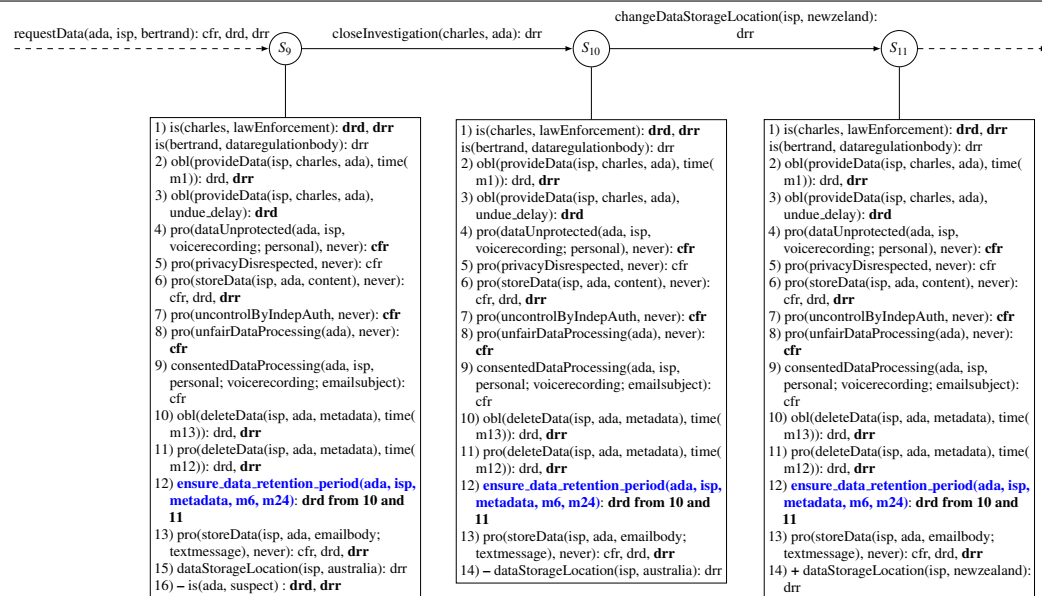 changeDataStorageLocation(isp, newzeland):
requestData(ada, isp, bertrand): cfr, drd, drr
closeInvestigation(charles, ada): drr
drr
S9
S10
S11
1) is(charles, lawEnforcement): drd, drr
is(bertrand, dataregulationbody): drr
2) obl(provideData(isp, charles, ada), time(
m1)): drd, drr
3) obl(provideData(isp, charles, ada),
undue_delay): drd
4) pro(dataUnprotected(ada, isp,
voicerecording; personal), never): cfr
5) pro(privacyDisrespected, never): cfr
6) pro(storeData(isp, ada, content), never):
cfr, drd, drr
7) pro(uncontrolByIndepAuth, never): cfr
8) pro(unfairDataProcessing(ada), never):
cfr
9) consentedDataProcessing(ada, isp,
personal; voicerecording; emailsubject):
cfr
10) obl(deleteData(isp, ada, metadata), time(
m13)): drd, drr
11) pro(deleteData(isp, ada, metadata), time(
m12)): drd, drr
12) ensure_data_retention_period(ada, isp,
metadata, m6, m24): drd from 10 and
11
13) pro(storeData(isp, ada, emailbody;
textmessage), never): cfr, drd, drr
15) dataStorageLocation(isp, australia): drr
16) − is(ada, suspect) : drd, drr
1) is(charles, lawEnforcement): drd, drr
is(bertrand, dataregulationbody): drr
2) obl(provideData(isp, charles, ada), time(
m1)): drd, drr
3) obl(provideData(isp, charles, ada),
undue_delay): drd
4) pro(dataUnprotected(ada, isp,
voicerecording; personal), never): cfr
5) pro(privacyDisrespected, never): cfr
6) pro(storeData(isp, ada, content), never):
cfr, drd, drr
7) pro(uncontrolByIndepAuth, never): cfr
8) pro(unfairDataProcessing(ada), never):
cfr
9) consentedDataProcessing(ada, isp,
personal; voicerecording; emailsubject):
cfr
10) obl(deleteData(isp, ada, metadata), time(
m13)): drd, drr
11) pro(deleteData(isp, ada, metadata), time(
m12)): drd, drr
12) ensure_data_retention_period(ada, isp,
metadata, m6, m24): drd from 10 and
11
13) pro(storeData(isp, ada, emailbody;
textmessage), never): cfr, drd, drr
14) − dataStorageLocation(isp, australia): drr
1) is(charles, lawEnforcement): drd, drr
is(bertrand, dataregulationbody): drr
2) obl(provideData(isp, charles, ada), time(
m1)): drd, drr
3) obl(provideData(isp, charles, ada),
undue_delay): drd
4) pro(dataUnprotected(ada, isp,
voicerecording; personal), never): cfr
5) pro(privacyDisrespected, never): cfr
6) pro(storeData(isp, ada, content), never):
cfr, drd, drr
7) pro(uncontrolByIndepAuth, never): cfr
8) pro(unfairDataProcessing(ada), never):
cfr
9) consentedDataProcessing(ada, isp,
personal; voicerecording; emailsubject):
cfr
10) obl(deleteData(isp, ada, metadata), time(
m13)): drd, drr
11) pro(deleteData(isp, ada, metadata), time(
m12)): drd, drr
12) ensure_data_retention_period(ada, isp,
metadata, m6, m24): drd from 10 and
11
13) pro(storeData(isp, ada, emailbody;
textmessage), never): cfr, drd, drr
14) + dataStorageLocation(isp, newzealand):
drr